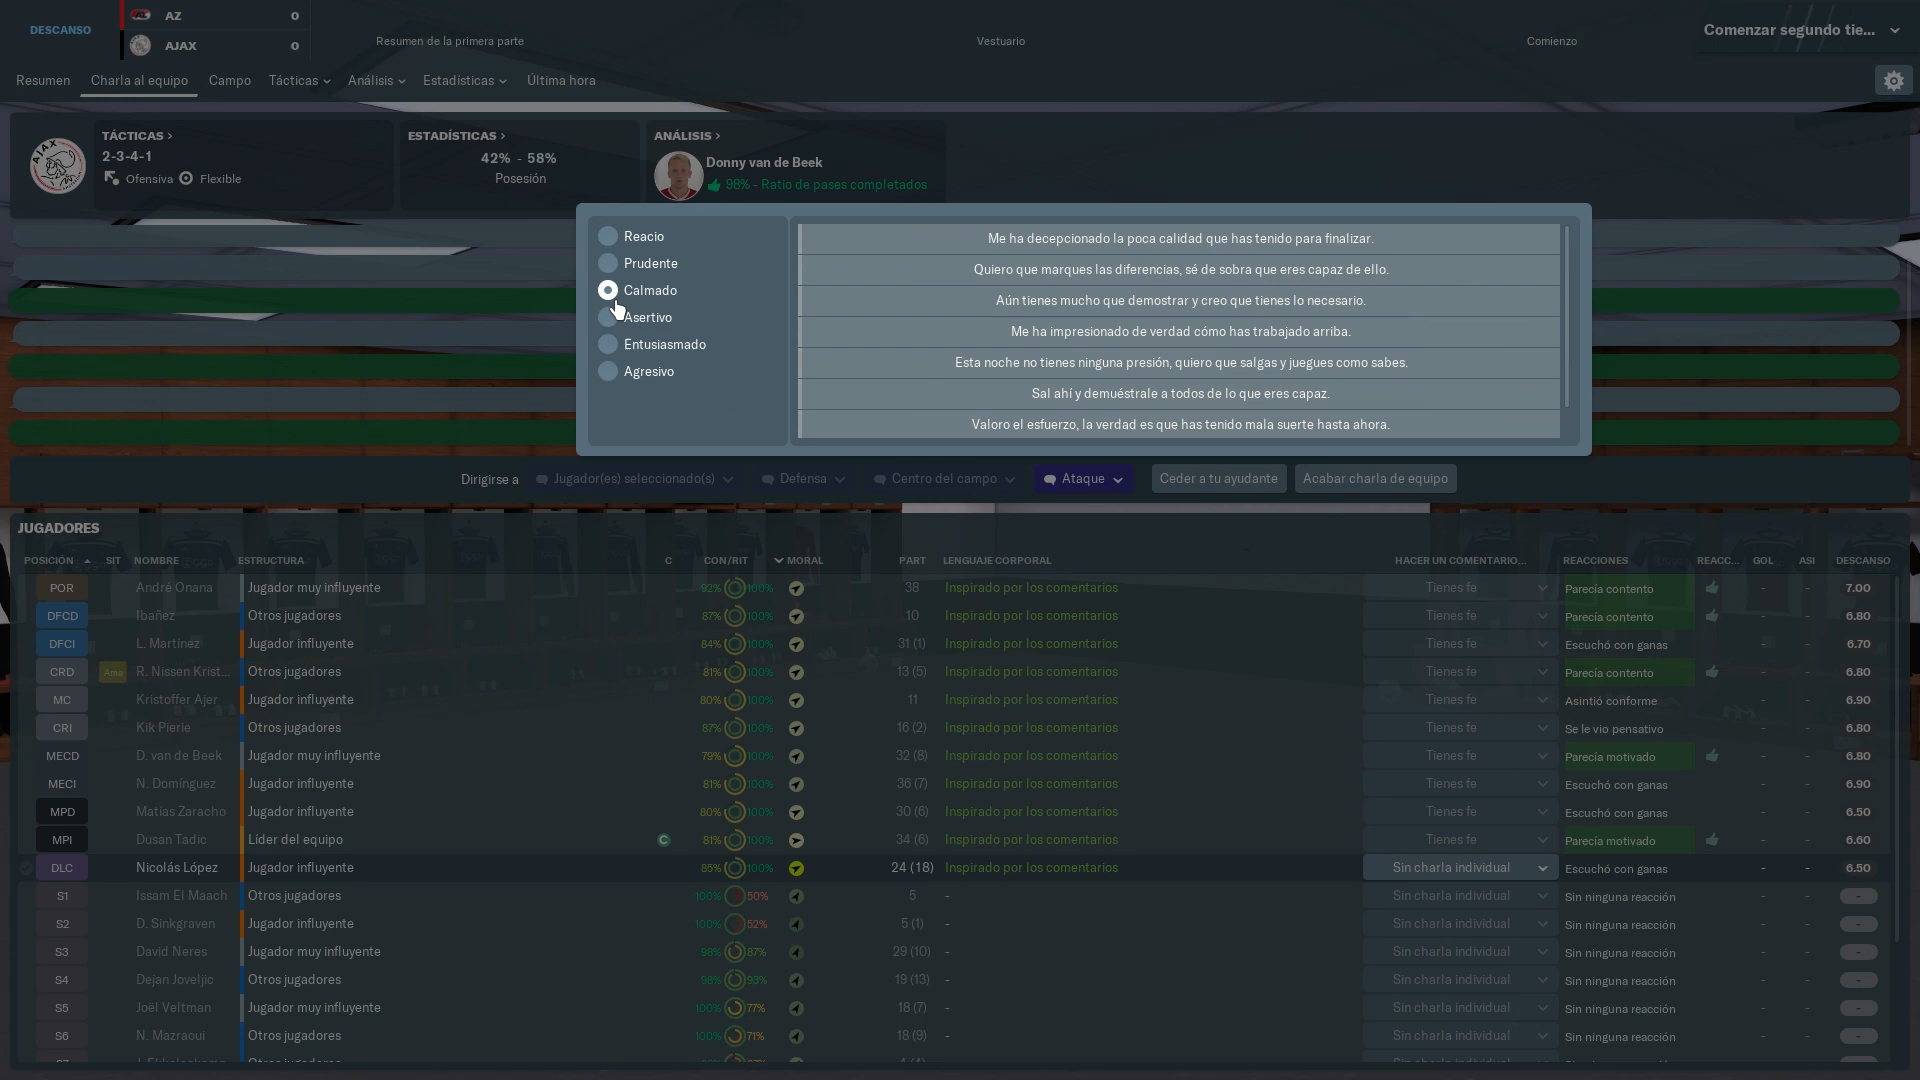 DESCANSO
AZ 0
AJAX 0
Resumen de la primera parte
Vestuario
Comienzo
Comenzar segundo tie...
Resumen Charla al equipo Campo Tácticas Análisis Estadísticas Última hora
TÁCTICAS >
2-3-4-1
Ofensiva Flexible
ESTADÍSTICAS >
42% - 58%
Posesión
ANÁLISIS >
Donny van de Beek
98% - Ratio de pases completados
Reacio
Prudente
Calmado
Asertivo
Entusiasmado
Agresivo
Me ha decepcionado la poca calidad que has tenido para finalizar.
Quiero que marques las diferencias, sé de sobra que eres capaz de ello.
Aún tienes mucho que demostrar y creo que tienes lo necesario.
Me ha impresionado de verdad cómo has trabajado arriba.
Esta noche no tienes ninguna presión, quiero que salgas y juegues como sabes.
Sal ahí y demuéstrale a todos de lo que eres capaz.
Valoro el esfuerzo, la verdad es que has tenido mala suerte hasta ahora.
Dirigirse a Jugador(es) seleccionado(s) Defensa Centro del campo Ataque Ceder a tu ayudante Acabar charla de equipo
JUGADORES
POSICIÓN SIT NOMBRE ESTRUCTURA C CON/RIT MORAL PART LENGUAJE CORPORAL HACER UN COMENTARIO... REACCIONES REACC... GOL ASI DESCANSO
POR André Onana Jugador muy influyente 92% 100% 38 Inspirado por los comentarios Tienes fe Parecía contento - - 7.00
DFCD Ibañez Otros jugadores 87% 100% 10 Inspirado por los comentarios Tienes fe Parecía contento - - 6.80
DFCI L. Martínez Jugador influyente 84% 100% 31 (1) Inspirado por los comentarios Tienes fe Escuchó con ganas - - 6.70
CRD Ama R. Nissen Krist... Otros jugadores 81% 100% 13 (5) Inspirado por los comentarios Tienes fe Parecía contento - - 6.80
MC Kristoffer Ajer Jugador influyente 80% 100% 11 Inspirado por los comentarios Tienes fe Asintió conforme - - 6.90
CRI Kik Pierie Otros jugadores 87% 100% 16 (2) Inspirado por los comentarios Tienes fe Se le vio pensativo - - 6.80
MECD D. van de Beek Jugador muy influyente 79% 100% 32 (8) Inspirado por los comentarios Tienes fe Parecía motivado - - 6.80
MECI N. Domínguez Jugador influyente 81% 100% 36 (7) Inspirado por los comentarios Tienes fe Escuchó con ganas - - 6.90
MPD Matías Zaracho Jugador influyente 80% 100% 30 (6) Inspirado por los comentarios Tienes fe Escuchó con ganas - - 6.50
MPI Dusan Tadic Líder del equipo C 81% 100% 34 (6) Inspirado por los comentarios Tienes fe Parecía motivado - - 6.60
DLC Nicolás López Jugador influyente 85% 100% 24 (18) Inspirado por los comentarios Sin charla individual Escuchó con ganas - - 6.50
S1 Issam El Maach Otros jugadores 100% 50% 5 - Sin charla individual Sin ninguna reacción - - -
S2 D. Sinkgraven Jugador influyente 100% 52% 5 (1) - Sin charla individual Sin ninguna reacción - - -
S3 David Neres Jugador muy influyente 98% 87% 29 (10) - Sin charla individual Sin ninguna reacción - - -
S4 Dejan Joveljic Otros jugadores 98% 93% 19 (13) - Sin charla individual Sin ninguna reacción - - -
S5 Joël Veltman Jugador muy influyente 100% 77% 18 (7) - Sin charla individual Sin ninguna reacción - - -
S6 N. Mazraoui Otros jugadores 100% 71% 18 (9) - Sin charla individual Sin ninguna reacción - - -
Otros jugadores Sin charla individual